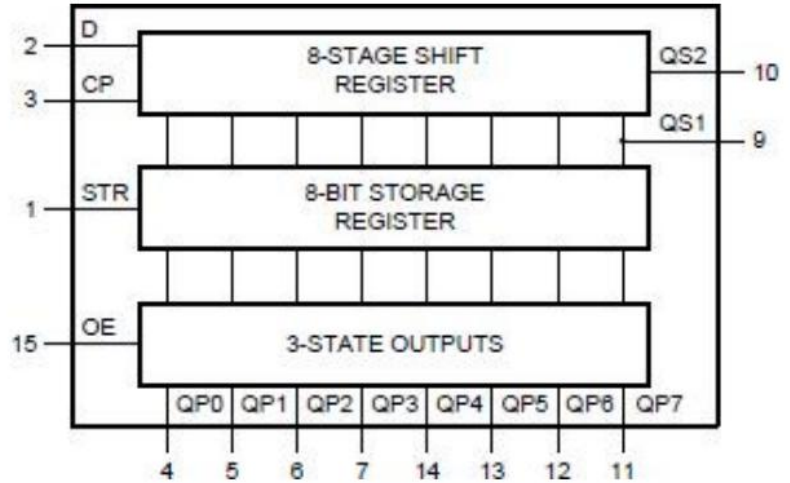 D
2
8-STAGE SHIFT
REGISTER
QS2
10
CP
3
QS1
9
STR
1
8-BIT STORAGE
REGISTER
OE
15
3-STATE OUTPUTS
QP0 QP1 QP2 QP3 QP4 QP5 QP6 QP7
4 5 6 7 14 13 12 11